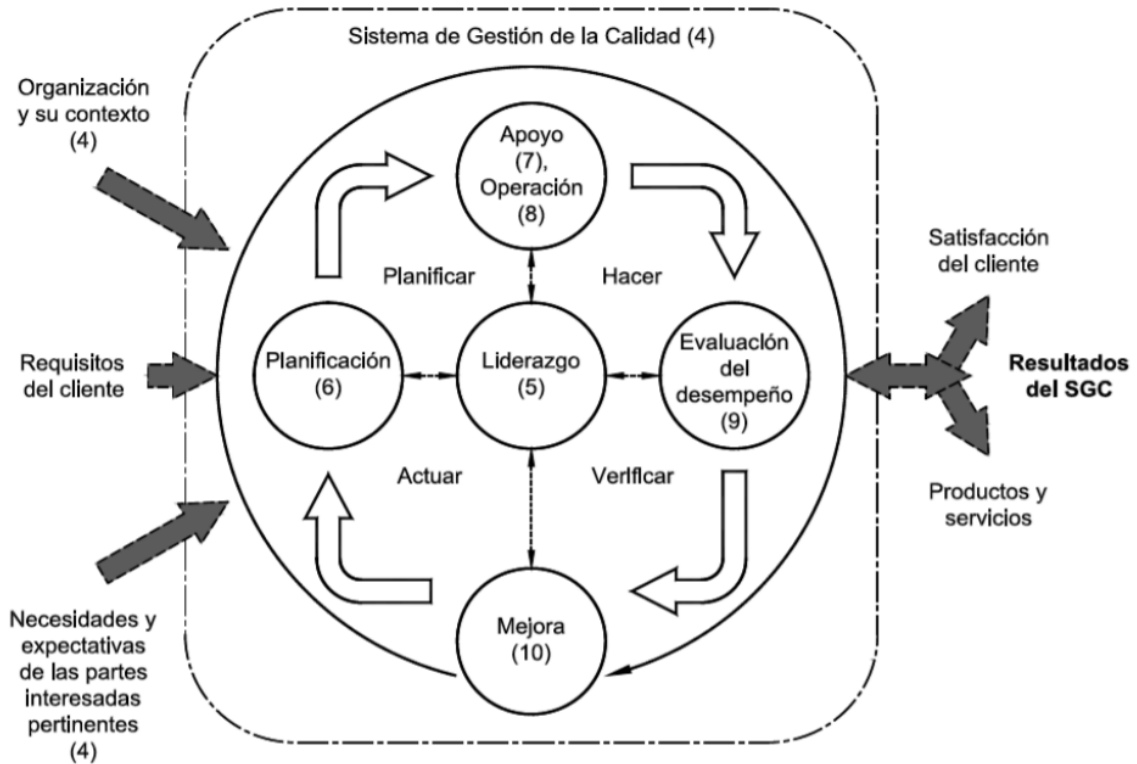 Sistema de Gestión de la Calidad (4)
Organización
y su contexto
(4)
Apoyo
(7),
Operación
(8)
Satisfacción
del cliente
Planificar
Hacer
Requisitos
del cliente
Planificación
(6)
Liderazgo
(5)
Evaluación
del
desempeño
(9)
Resultados
del SGC
Actuar
Verificar
Productos y
servicios
Necesidades y
expectativas
de las partes
interesadas
pertinentes
(4)
Mejora
(10)